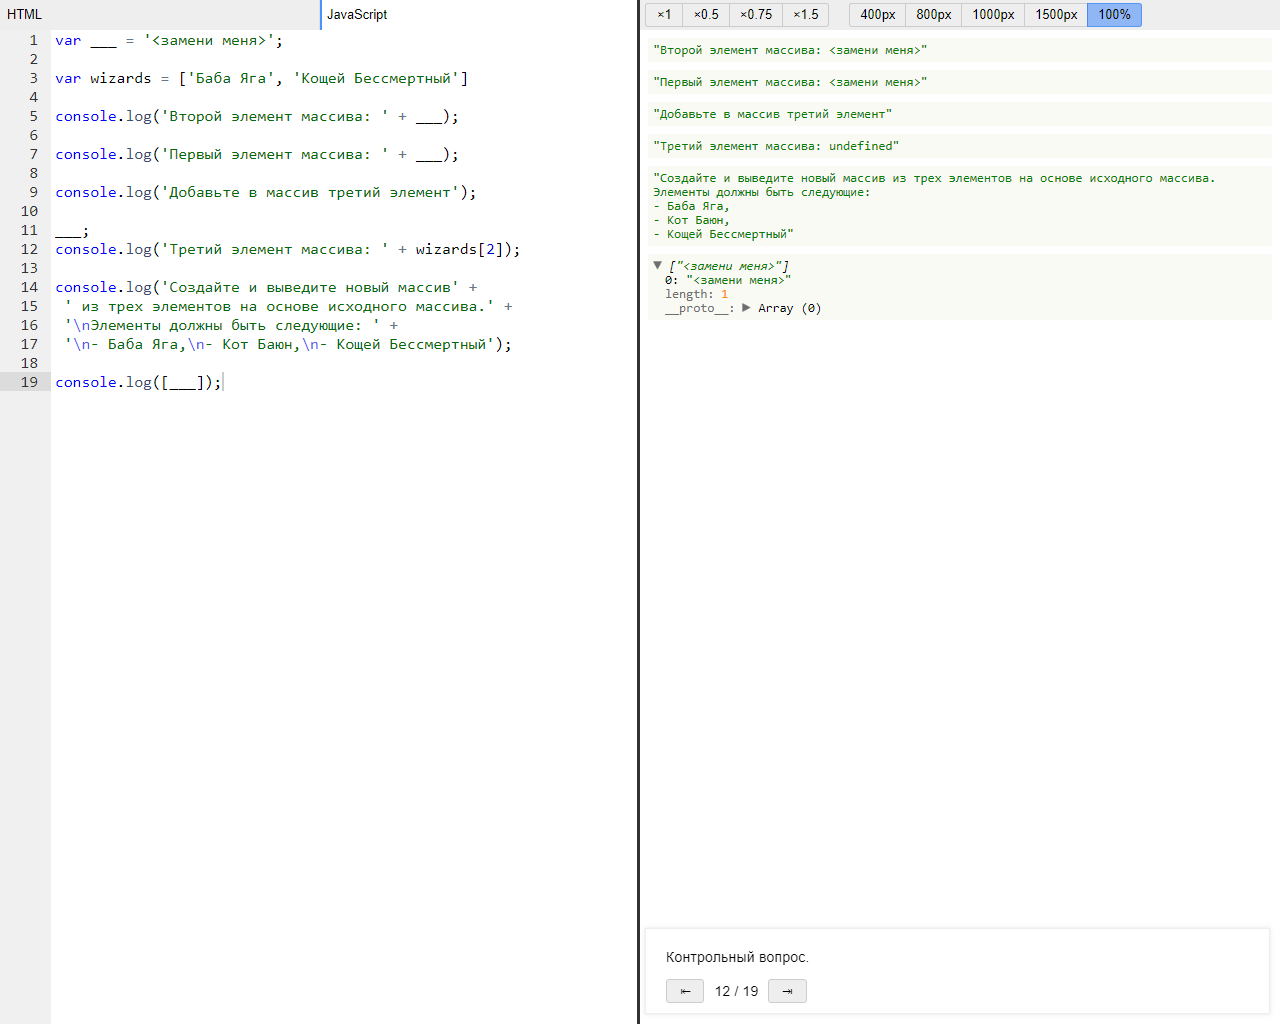 HTML
JavaScript
1 var ___ = '<замени меня>';
2
3 var wizards = ['Баба Яга', 'Кощей Бессмертный']
4
5 console.log('Второй элемент массива: ' + ___);
6
7 console.log('Первый элемент массива: ' + ___);
8
9 console.log('Добавьте в массив третий элемент');
10
11 ___;
12 console.log('Третий элемент массива: ' + wizards[2]);
13
14 console.log('Создайте и выведите новый массив' +
15 ' из трех элементов на основе исходного массива.' +
16 '\nЭлементы должны быть следующие: ' +
17 '\n- Баба Яга,\n- Кот Баюн,\n- Кощей Бессмертный');
18
19 console.log([___]);
×1 ×0.5 ×0.75 ×1.5 400px 800px 1000px 1500px 100%
"Второй элемент массива: <замени меня>"
"Первый элемент массива: <замени меня>"
"Добавьте в массив третий элемент"
"Третий элемент массива: undefined"
"Создайте и выведите новый массив из трех элементов на основе исходного массива.
Элементы должны быть следующие:
- Баба Яга,
- Кот Баюн,
- Кощей Бессмертный"
▼ ["<замени меня>"]
0: "<замени меня>"
length: 1
__proto__: ▶ Array (0)
Контрольный вопрос.
⇤ 12 / 19 ⇥